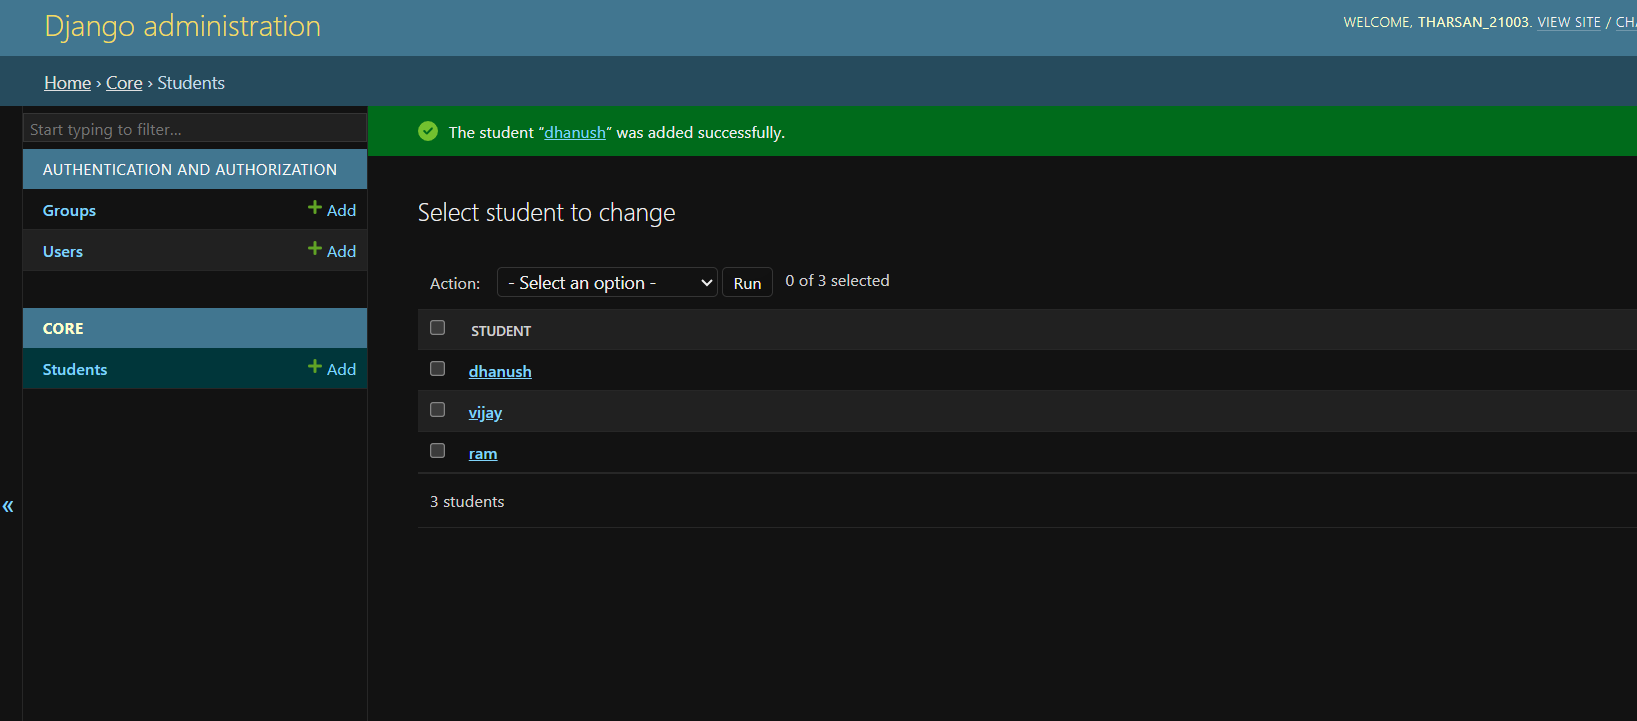 Django administration
WELCOME, THARSAN_21003. VIEW SITE / CHA
Home › Core › Students
Start typing to filter...
The student “dhanush” was added successfully.
AUTHENTICATION AND AUTHORIZATION
Groups + Add
Users + Add
Select student to change
Action: - Select an option - Run 0 of 3 selected
CORE
Students + Add
STUDENT
dhanush
vijay
ram
3 students
«